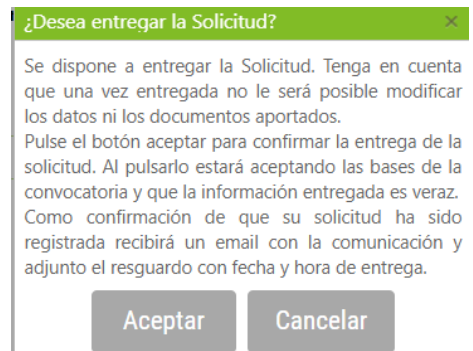 ¿Desea entregar la Solicitud? ×
Se dispone a entregar la Solicitud. Tenga en cuenta
que una vez entregada no le será posible modificar
los datos ni los documentos aportados.
Pulse el botón aceptar para confirmar la entrega de la
solicitud. Al pulsarlo estará aceptando las bases de la
convocatoria y que la información entregada es veraz.
Como confirmación de que su solicitud ha sido
registrada recibirá un email con la comunicación y
adjunto el resguardo con fecha y hora de entrega.
Aceptar Cancelar